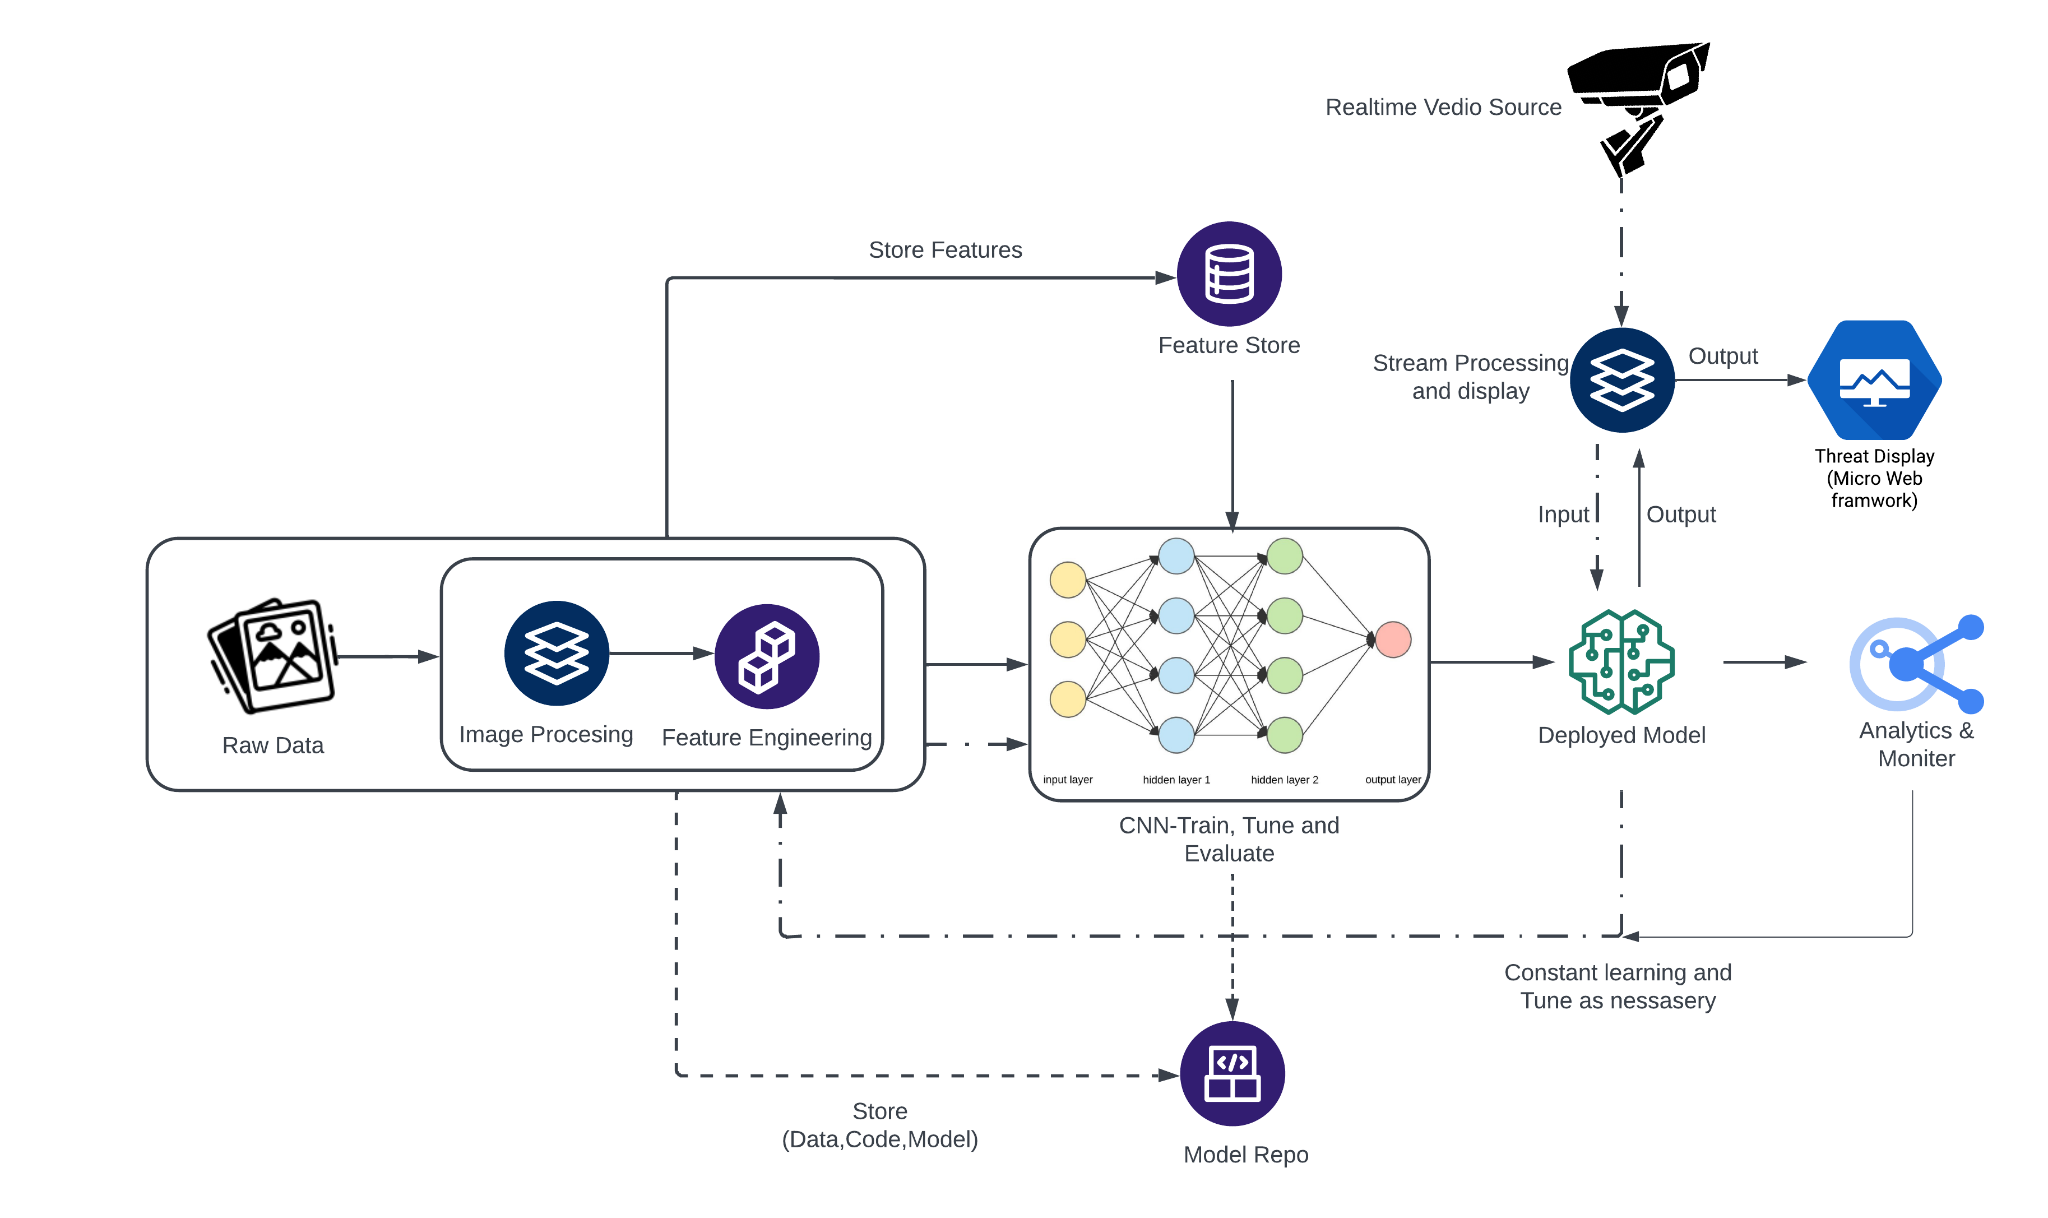 Realtime Vedio Source
Store Features
Feature Store
Stream Processing
and display
Output
Threat Display
(Micro Web
framwork)
Input
Output
Raw Data
Image Procesing
Feature Engineering
input layer
hidden layer 1
hidden layer 2
output layer
CNN-Train, Tune and
Evaluate
Deployed Model
Analytics &
Moniter
Constant learning and
Tune as nessasery
Store
(Data,Code,Model)
Model Repo